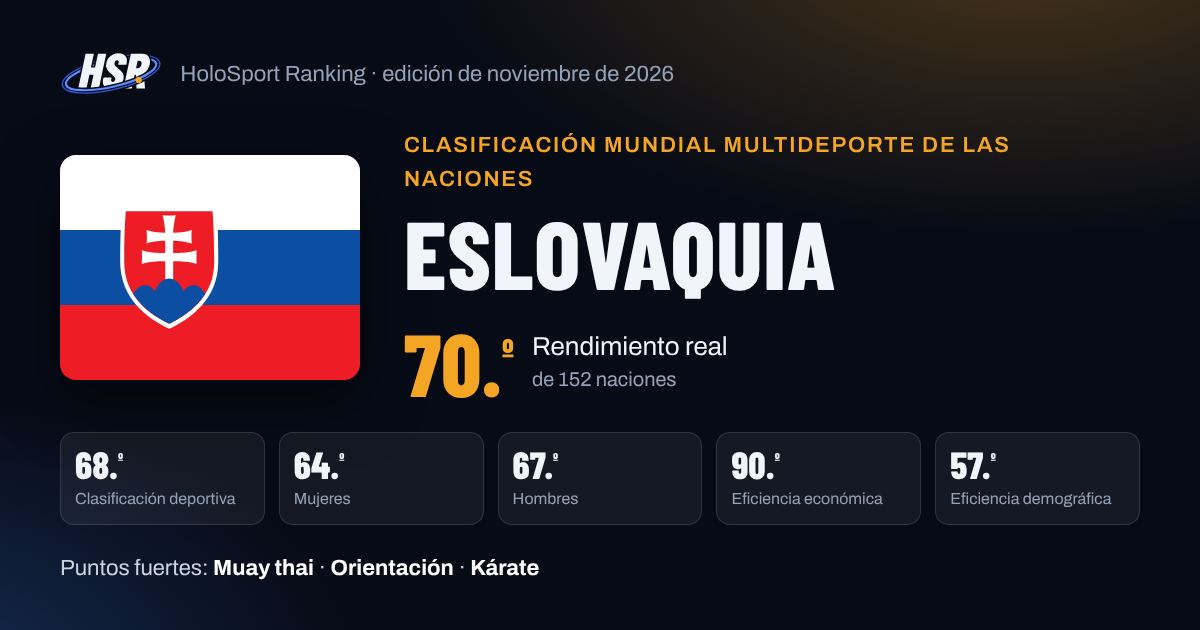 HSR
HoloSport Ranking · edición de noviembre de 2026
CLASIFICACIÓN MUNDIAL MULTIDEPORTE DE LAS
NACIONES
ESLOVAQUIA
70.º
Rendimiento real
de 152 naciones
68.º
Clasificación deportiva
64.º
Mujeres
67.º
Hombres
90.º
Eficiencia económica
57.º
Eficiencia demográfica
Puntos fuertes: Muay thai · Orientación · Kárate